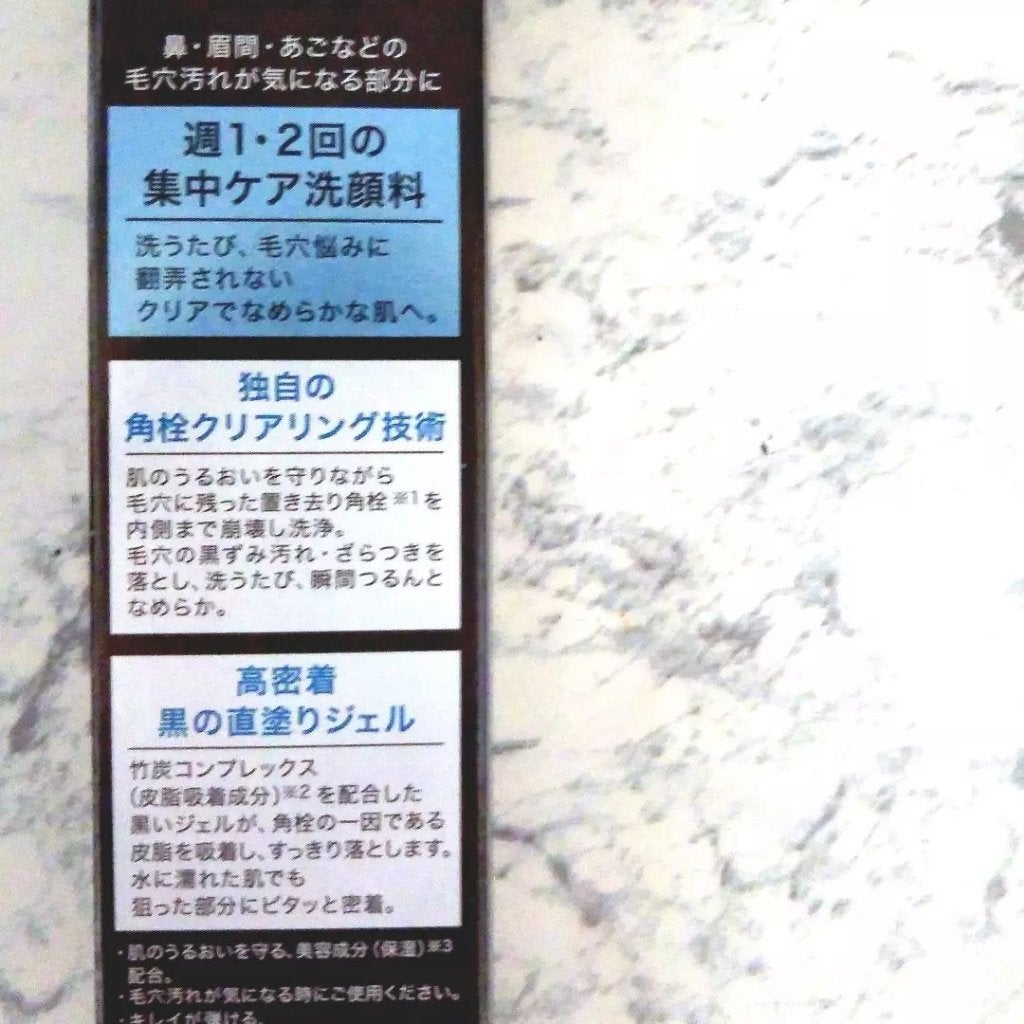 鼻・眉間・あごなどの
毛穴汚れが気になる部分に
週1・2回の
集中ケア洗顔料
洗うたび、毛穴悩みに
翻弄されない
クリアでなめらかな肌へ。
独自の
角栓クリアリング技術
肌のうるおいを守りながら
毛穴に残った置き去り角栓※1を
内側まで崩壊し洗浄。
毛穴の黒ずみ汚れ・ざらつきを
落とし、洗うたび、瞬間つるんと
なめらか。
高密着
黒の直塗りジェル
竹炭コンプレックス
(皮脂吸着成分)※2を配合した
黒いジェルが、角栓の一因である
皮脂を吸着し、すっきり落とします。
水に濡れた肌でも
狙った部分にピタッと密着。
・肌のうるおいを守る、美容成分(保湿)※3
配合。
・毛穴汚れが気になる時にご使用ください。
・キレイが弾ける、